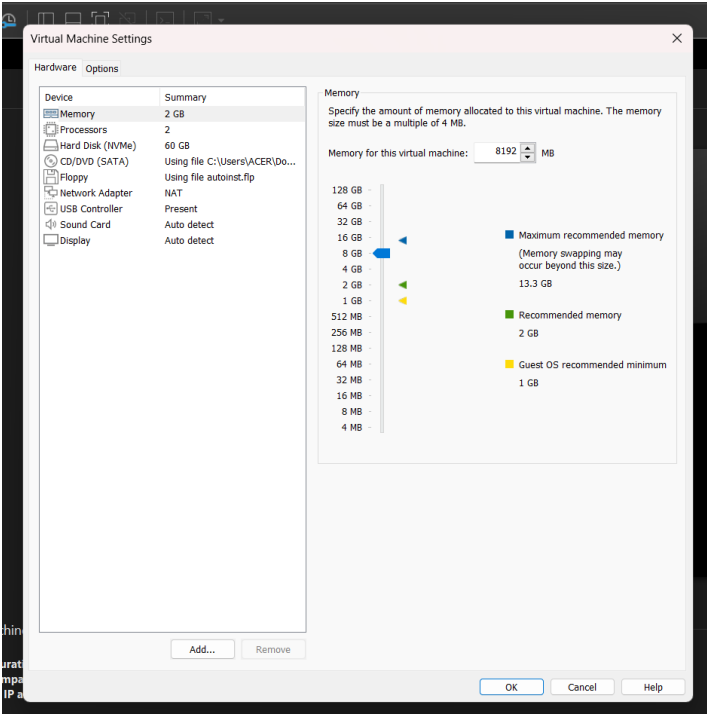 Virtual Machine Settings
Hardware Options
Device Summary
Memory 2 GB
Processors 2
Hard Disk (NVMe) 60 GB
CD/DVD (SATA) Using file C:\Users\ACER\Do...
Floppy Using file autoinst.flp
Network Adapter NAT
USB Controller Present
Sound Card Auto detect
Display Auto detect
Add... Remove
Memory
Specify the amount of memory allocated to this virtual machine. The memory
size must be a multiple of 4 MB.
Memory for this virtual machine: 8192 MB
128 GB
64 GB
32 GB
16 GB
8 GB
4 GB
2 GB
1 GB
512 MB
256 MB
128 MB
64 MB
32 MB
16 MB
8 MB
4 MB
Maximum recommended memory
(Memory swapping may
occur beyond this size.)
13.3 GB
Recommended memory
2 GB
Guest OS recommended minimum
1 GB
OK Cancel Help
IP